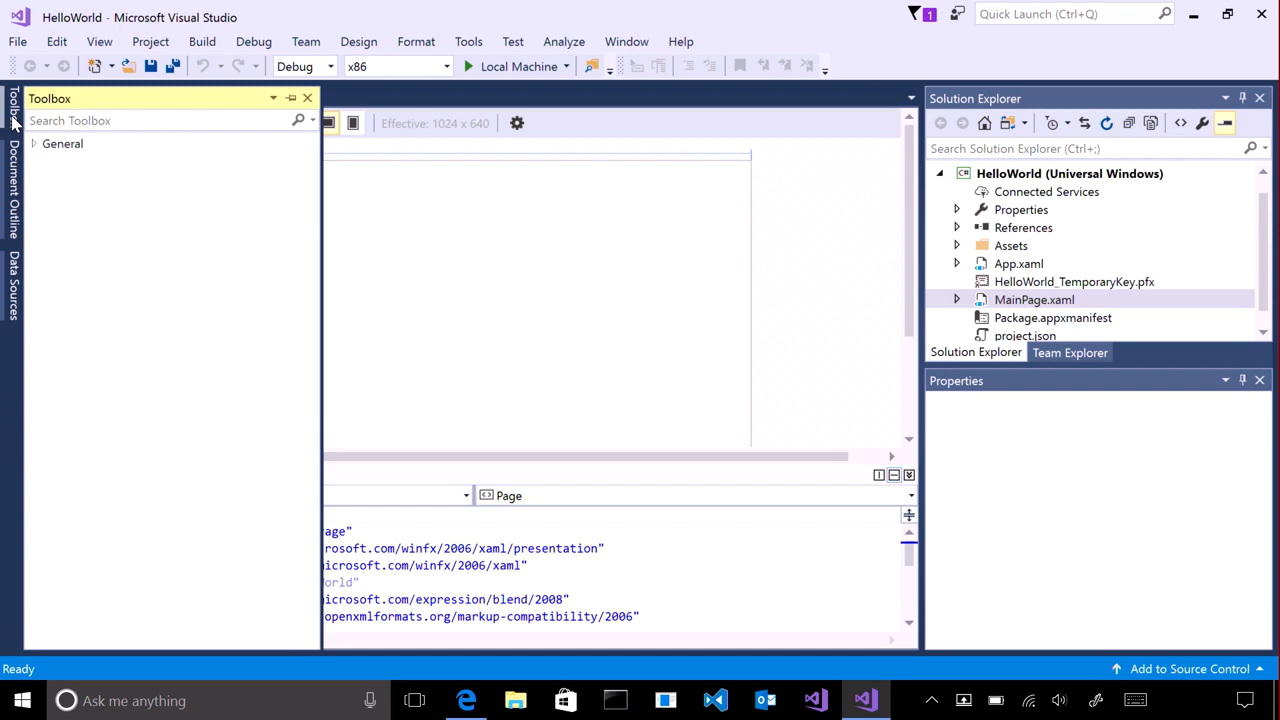 HelloWorld - Microsoft Visual Studio
1
Quick Launch (Ctrl+Q)
File Edit View Project Build Debug Team Format Design Tools Test Analyze Window Help
Debug x86 Local Machine
Toolbox
Search Toolbox
General
Document Outline
Data Sources
Effective: 1024 x 640
Page
age"
rosoft.com/winfx/2006/xaml/presentation"
icrosoft.com/winfx/2006/xaml"
orld"
microsoft.com/expression/blend/2008"
openxmlformats.org/markup-compatibility/2006"
Solution Explorer
Search Solution Explorer (Ctrl+;)
C# HelloWorld (Universal Windows)
Connected Services
Properties
References
Assets
App.xaml
HelloWorld_TemporaryKey.pfx
MainPage.xaml
Package.appxmanifest
project.json
Solution Explorer Team Explorer
Properties
Ready
Add to Source Control
Ask me anything